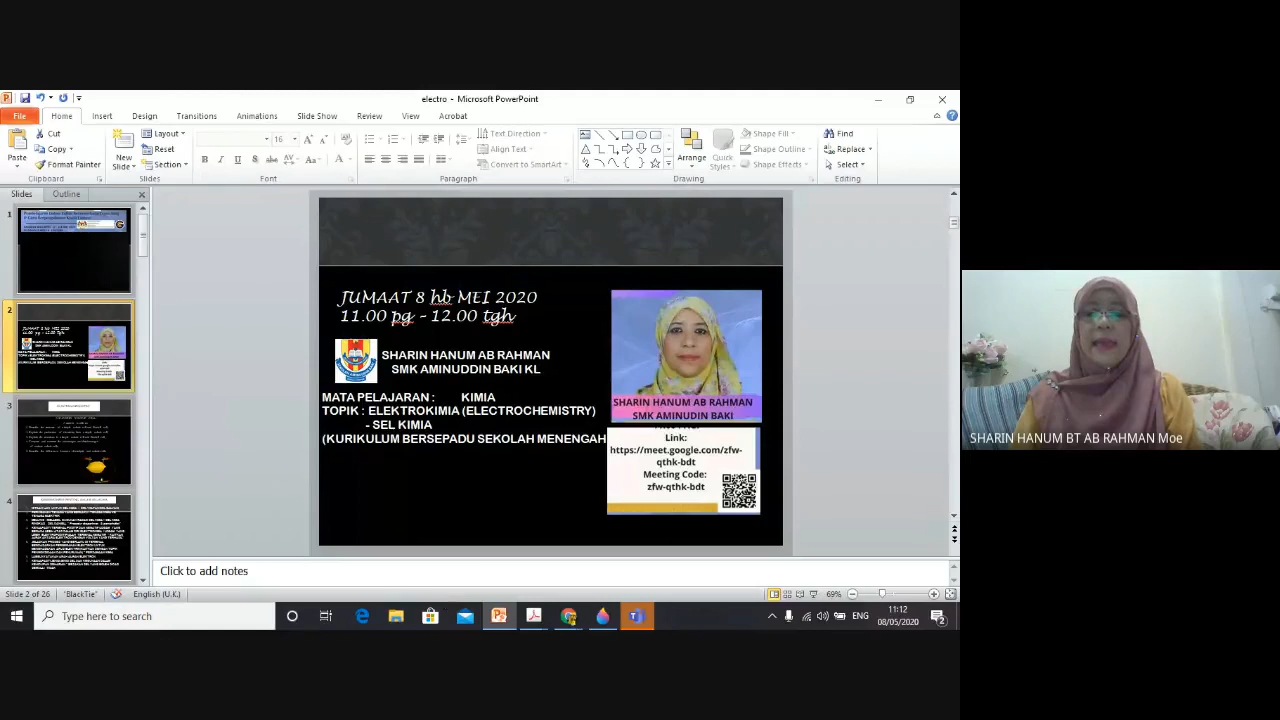 electro - Microsoft PowerPoint
File Home Insert Design Transitions Animations Slide Show Review View Acrobat
Cut
Copy
Format Painter
Paste
Clipboard
New
Slide
Layout
Reset
Section
Slides
16
Font
Text Direction
Align Text
Convert to SmartArt
Paragraph
Arrange
Quick
Styles
Shape Fill
Shape Outline
Shape Effects
Drawing
Find
Replace
Select
Editing
Slides Outline
1
2
3
4
JUMAAT 8 hb MEI 2020
11.00 pg - 12.00 tgh
SHARIN HANUM AB RAHMAN
SMK AMINUDDIN BAKI KL
MATA PELAJARAN : KIMIA
TOPIK : ELEKTROKIMIA (ELECTROCHEMISTRY)
- SEL KIMIA
(KURIKULUM BERSEPADU SEKOLAH MENENGAH
SHARIN HANUM AB RAHMAN
SMK AMINUDIN BAKI
Link:
https://meet.google.com/zfw-
qthk-bdt
Meeting Code:
zfw-qthk-bdt
SHARIN HANUM BT AB RAHMAN Moe
Click to add notes
Slide 2 of 26 "BlackTie" English (U.K.) 69%
Type here to search
ENG
11:12
08/05/2020
2